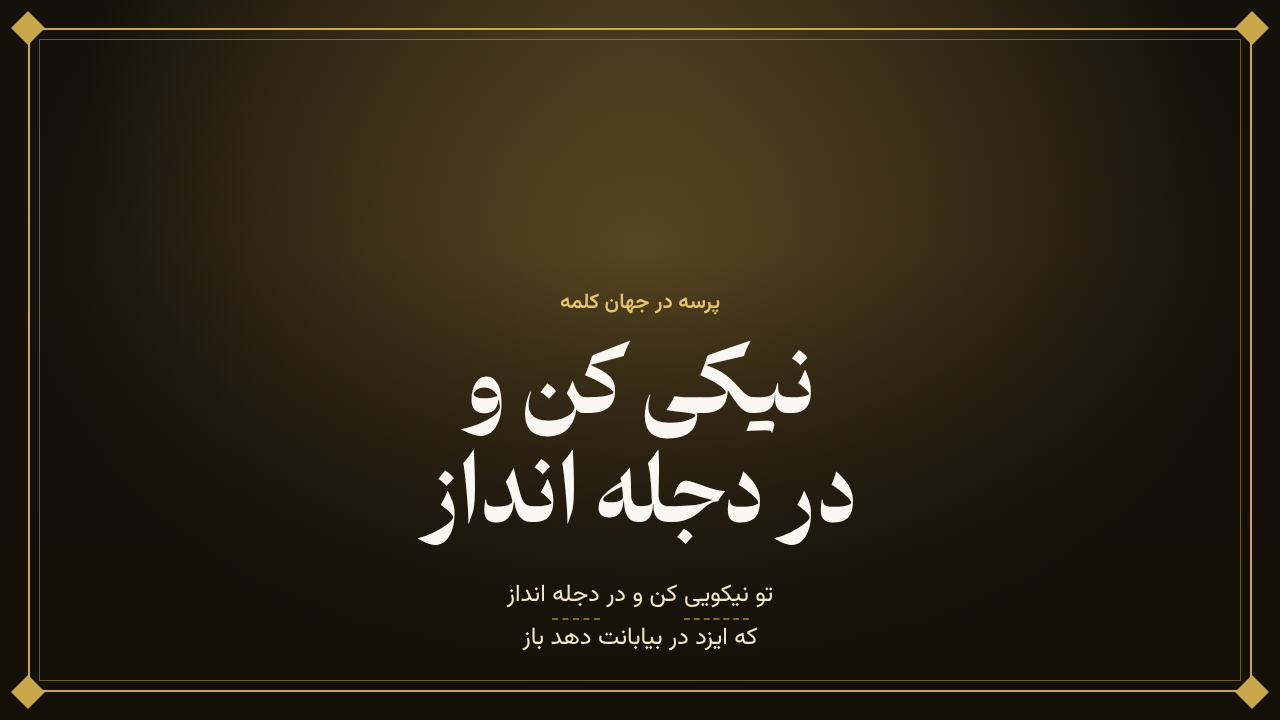 پرسه در جهان کلمه
نیکی کن و
در دجله انداز
تو نیکویی کن و در دجله انداز
که ایزد در بیابانت دهد باز